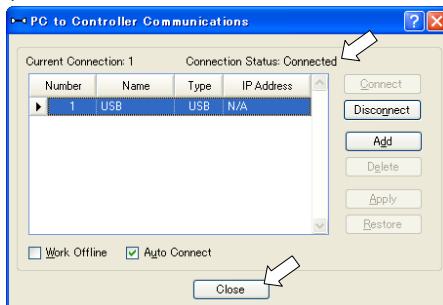 PC to Controller Communications
Current Connection: 1 Connection Status: Connected
Number Name Type IP Address
1 USB USB N/A
Connect
Disconnect
Add
Delete
Apply
Restore
Work Offline Auto Connect
Close